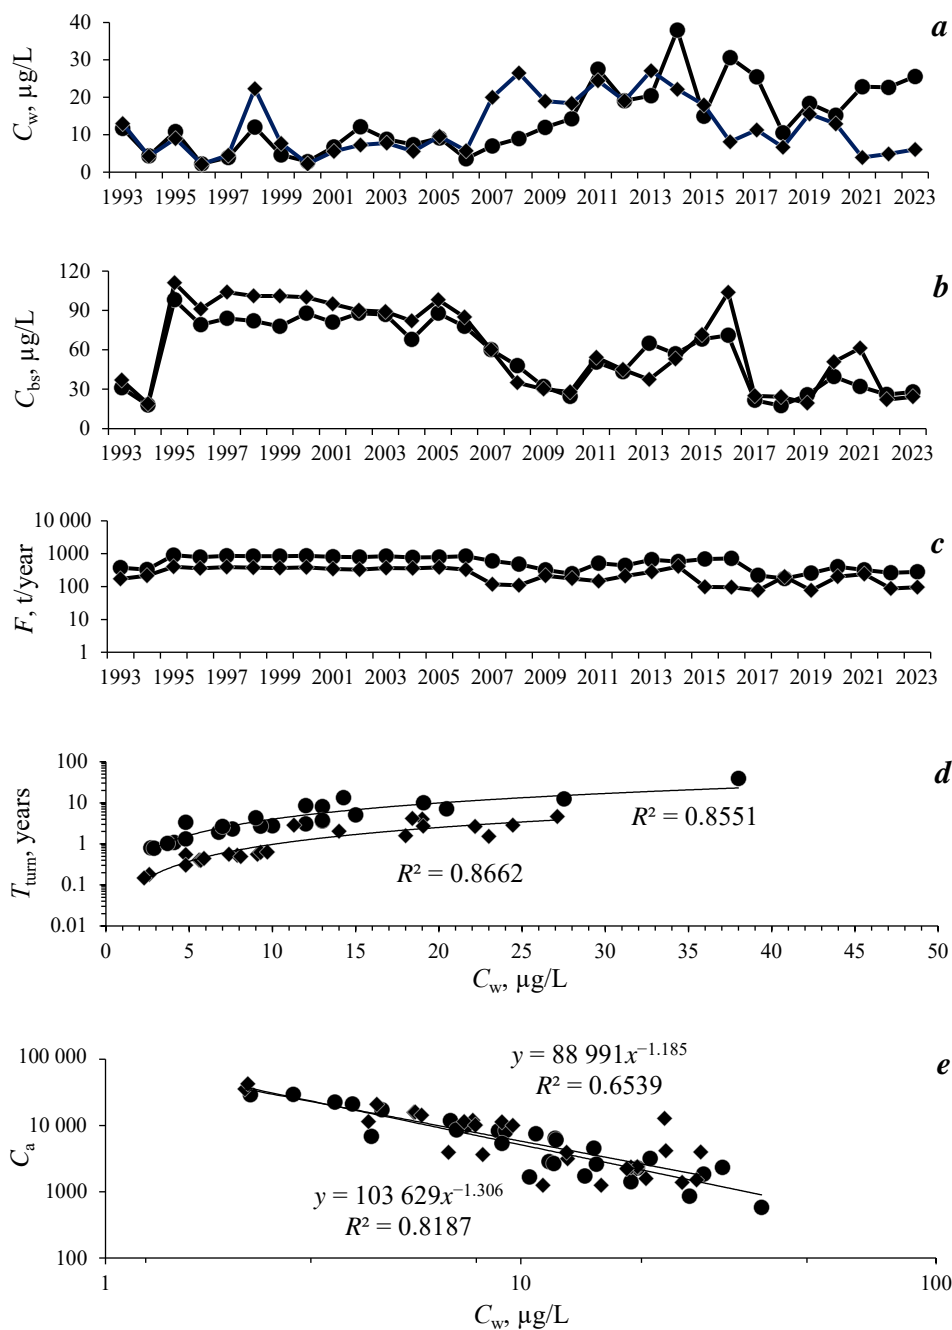 a
40
30
20
10
0
C_w, µg/L
1993 1995 1997 1999 2001 2003 2005 2007 2009 2011 2013 2015 2017 2019 2021 2023
b
120
90
60
30
0
C_bs, µg/L
1993 1995 1997 1999 2001 2003 2005 2007 2009 2011 2013 2015 2017 2019 2021 2023
c
10 000
1000
100
10
1
F, t/year
1993 1995 1997 1999 2001 2003 2005 2007 2009 2011 2013 2015 2017 2019 2021 2023
d
100
10
1
0.1
0.01
T_turn, years
R² = 0.8551
R² = 0.8662
0 5 10 15 20 25 30 35 40 45 50
C_w, µg/L
e
100 000
10 000
1000
100
C_a
y = 88 991x^−1.185
R² = 0.6539
y = 103 629x^−1.306
R² = 0.8187
1 10 100
C_w, µg/L